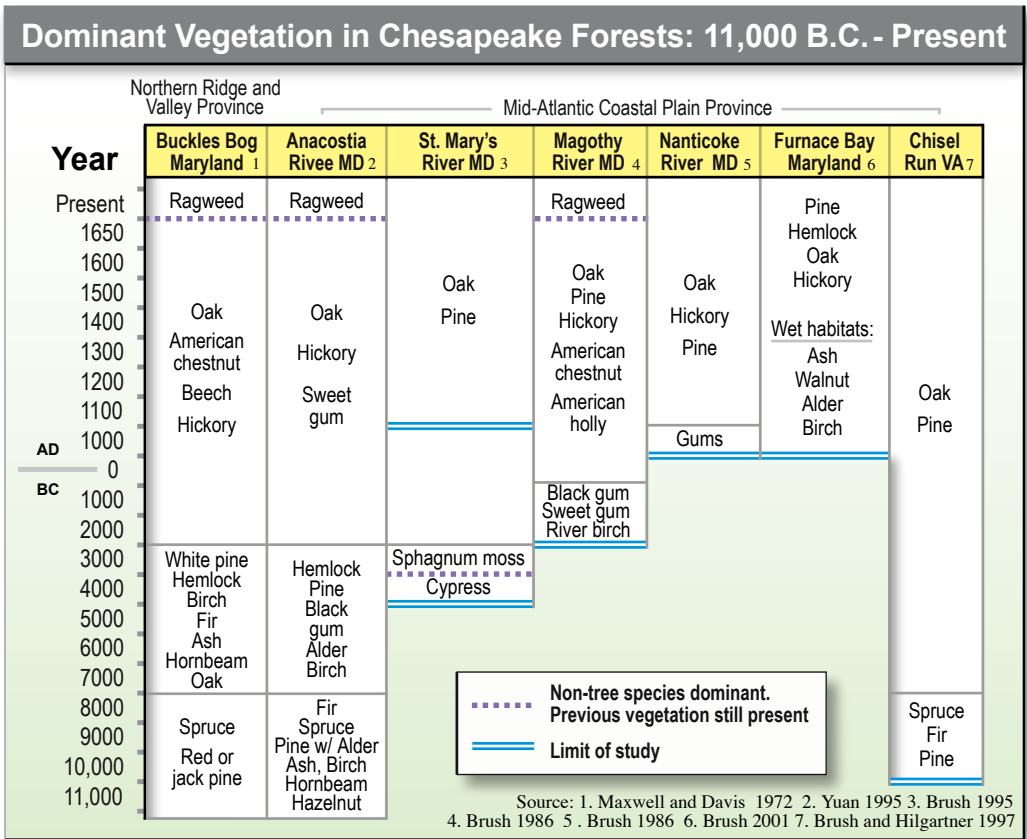 Dominant Vegetation in Chesapeake Forests: 11,000 B.C. - Present
Northern Ridge and
Valley Province
Mid-Atlantic Coastal Plain Province
Year
Buckles Bog
Maryland 1
Anacostia
Rivee MD 2
St. Mary's
River MD 3
Magothy
River MD 4
Nanticoke
River MD 5
Furnace Bay
Maryland 6
Chisel
Run VA 7
Present
1650
1600
1500
1400
1300
1200
1100
1000
AD
0
BC
1000
2000
3000
4000
5000
6000
7000
8000
9000
10,000
11,000
Ragweed
Oak
American
chestnut
Beech
Hickory
White pine
Hemlock
Birch
Fir
Ash
Hornbeam
Oak
Spruce
Red or
jack pine
Ragweed
Oak
Hickory
Sweet
gum
Hemlock
Pine
Black
gum
Alder
Birch
Fir
Spruce
Pine w/ Alder
Ash, Birch
Hornbeam
Hazelnut
Oak
Pine
Sphagnum moss
Cypress
Ragweed
Oak
Pine
Hickory
American
chestnut
American
holly
Black gum
Sweet gum
River birch
Oak
Hickory
Pine
Gums
Pine
Hemlock
Oak
Hickory
Wet habitats:
Ash
Walnut
Alder
Birch
Oak
Pine
Spruce
Fir
Pine
Non-tree species dominant.
Previous vegetation still present
Limit of study
Source: 1. Maxwell and Davis 1972 2. Yuan 1995 3. Brush 1995
4. Brush 1986 5 . Brush 1986 6. Brush 2001 7. Brush and Hilgartner 1997